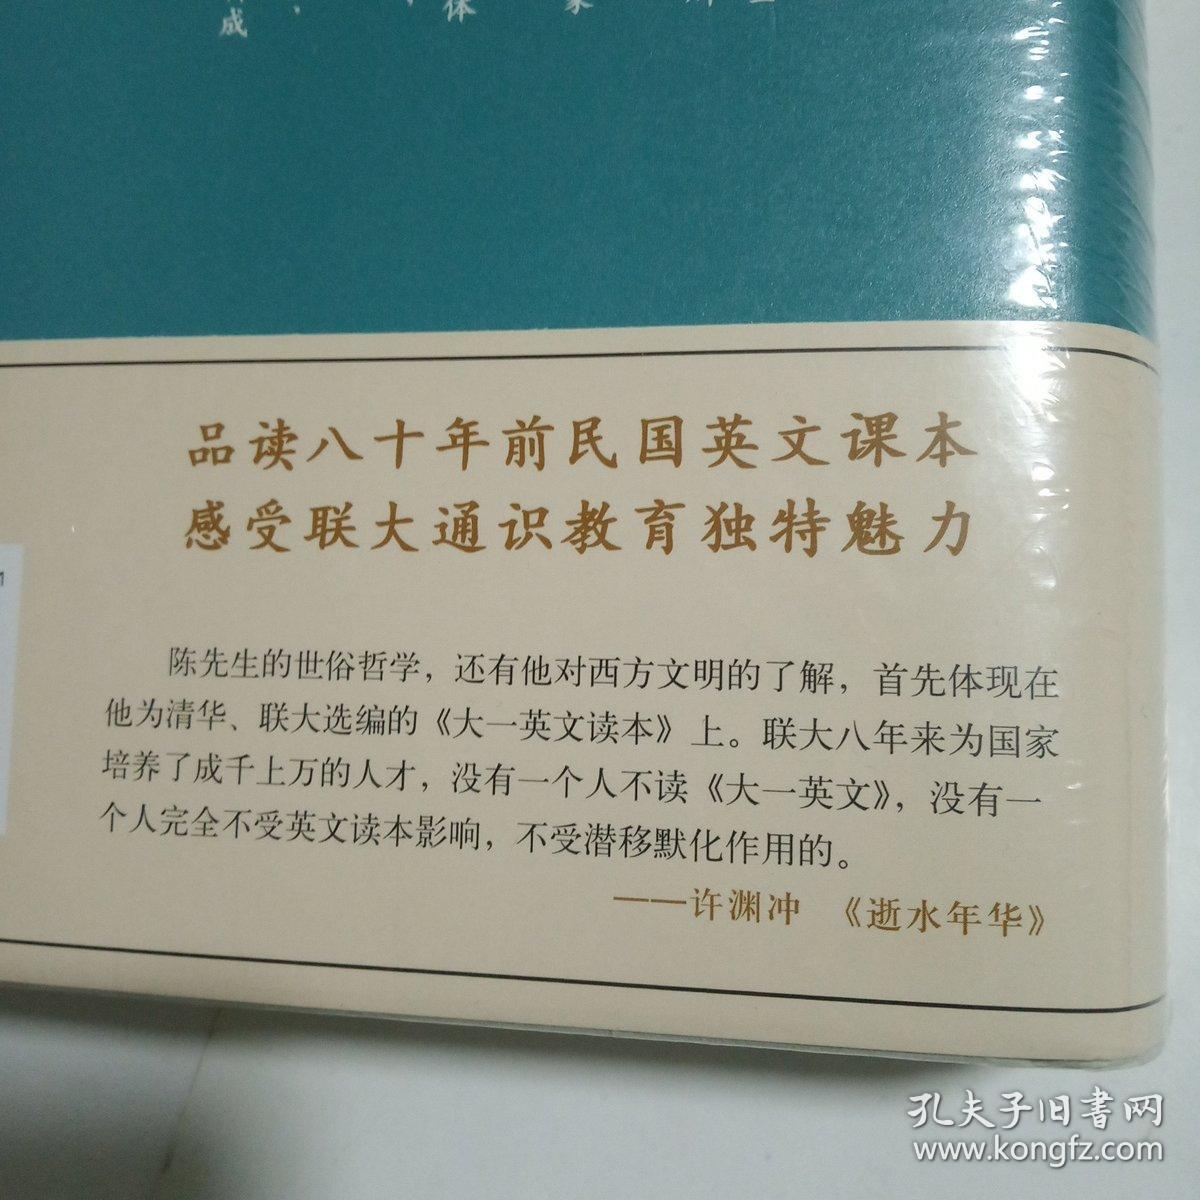 成
体
品读八十年前民国英文课本
感受联大通识教育独特魅力
陈先生的世俗哲学，还有他对西方文明的了解，首先体现在
他为清华、联大选编的《大一英文读本》上。联大八年来为国家
培养了成千上万的人才，没有一个人不读《大一英文》，没有一
个人完全不受英文读本影响，不受潜移默化作用的。
——许渊冲 《逝水年华》
孔夫子旧书网
www.kongfz.com